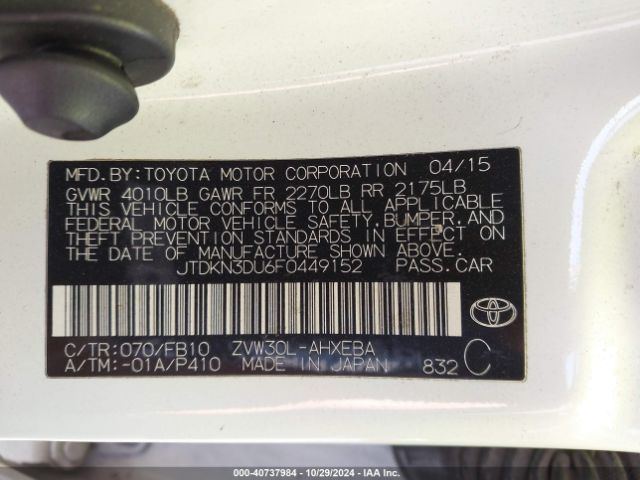 MFD.BY:TOYOTA MOTOR CORPORATION 04/15
GVWR 4010LB GAWR FR 2270LB RR 2175LB
THIS VEHICLE CONFORMS TO ALL APPLICABLE
FEDERAL MOTOR VEHICLE SAFETY, BUMPER, AND
THEFT PREVENTION STANDARDS IN EFFECT ON
THE DATE OF MANUFACTURE SHOWN ABOVE.
JTDKN3DU6F0449152 PASS.CAR
C/TR:070/FB10 ZVW30L-AHXEBA
A/TM:-01A/P410 MADE IN JAPAN 832 C
TOYOTA
000-40737984 | 10/29/2024 | IAA Inc.